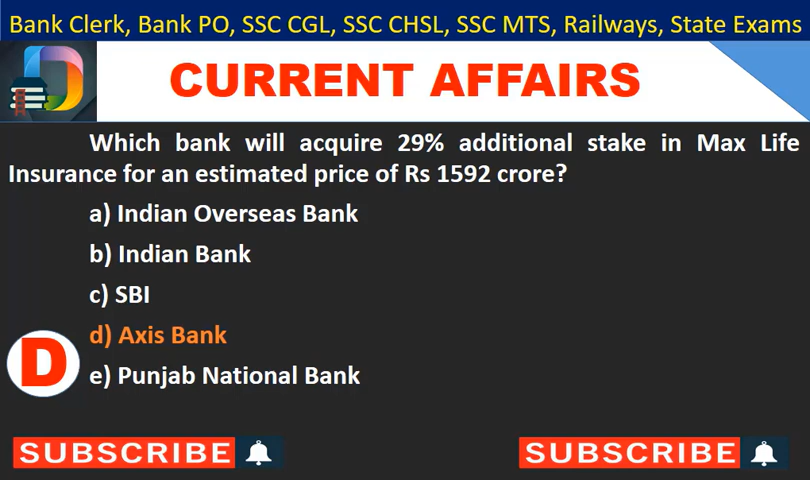 Bank Clerk, Bank PO, SSC CGL, SSC CHSL, SSC MTS, Railways, State Exams
CURRENT AFFAIRS
Which bank will acquire 29% additional stake in Max Life
Insurance for an estimated price of Rs 1592 crore?
a) Indian Overseas Bank
b) Indian Bank
c) SBI
d) Axis Bank
D
e) Punjab National Bank
SUBSCRIBE
SUBSCRIBE